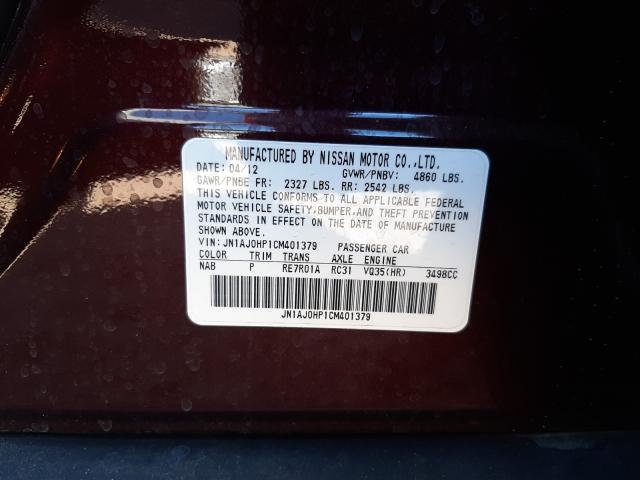 MANUFACTURED BY NISSAN MOTOR CO.,LTD.
DATE: 04/12 GVWR/PNBV: 4860 LBS.
GAWR/PNBE FR: 2327 LBS. RR: 2542 LBS.
THIS VEHICLE CONFORMS TO ALL APPLICABLE FEDERAL
MOTOR VEHICLE SAFETY,BUMPER,AND THEFT PREVENTION
STANDARDS IN EFFECT ON THE DATE OF MANUFACTURE
SHOWN ABOVE.
VIN: JN1AJ0HP1CM401379 PASSENGER CAR
COLOR TRIM TRANS AXLE ENGINE
NAB P RE7R01A RC31 VQ35(HR) 3498CC
JN1AJ0HP1CM401379